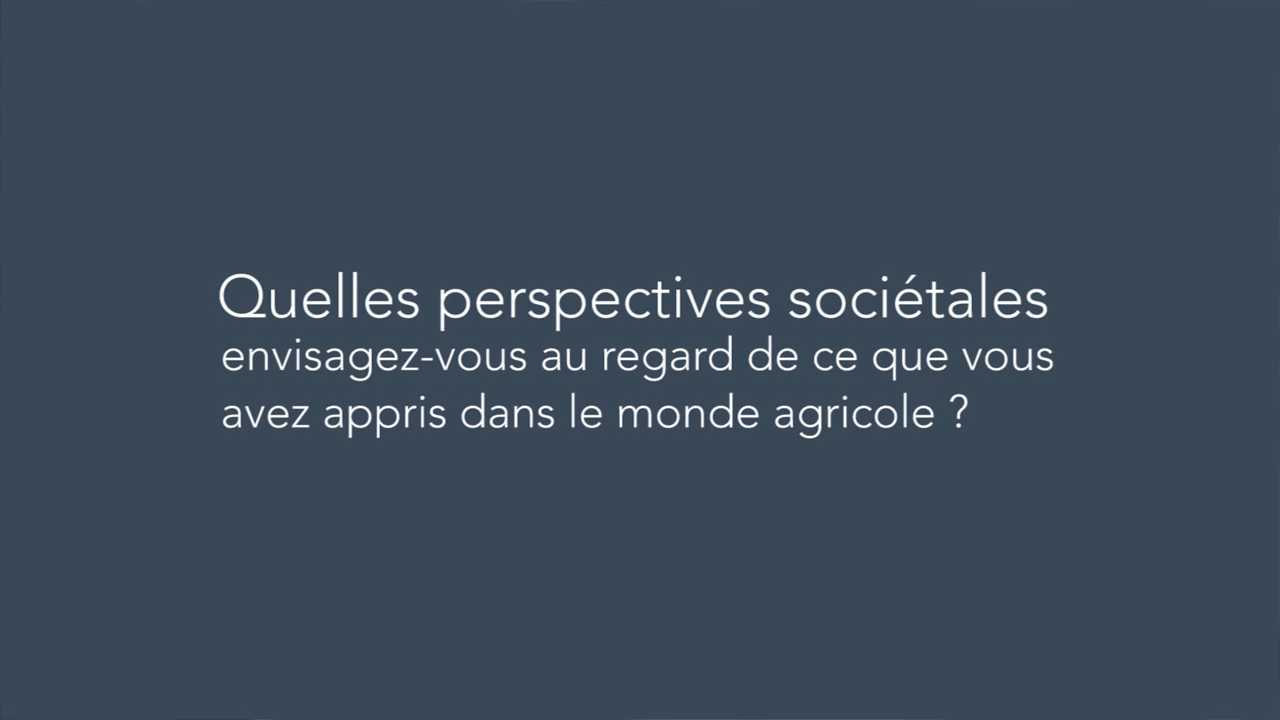 Quelles perspectives sociétales
envisagez-vous au regard de ce que vous
avez appris dans le monde agricole ?